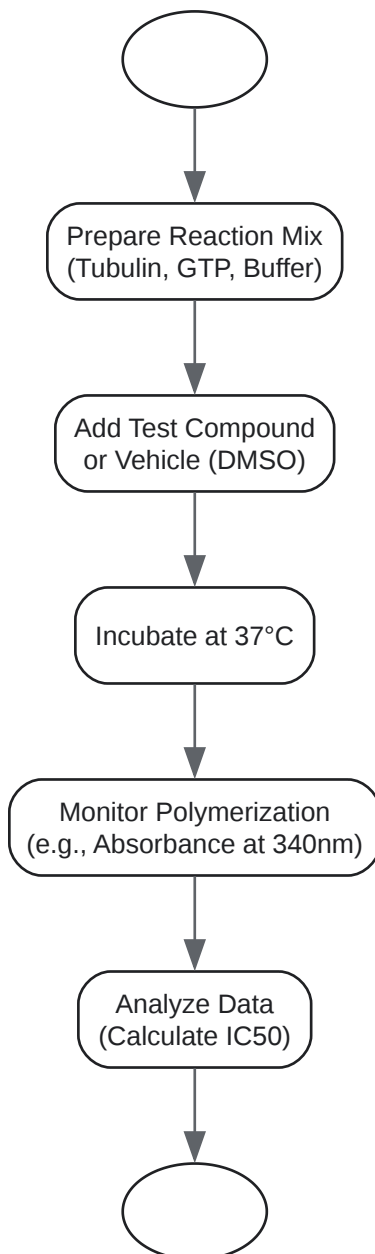 Prepare Reaction Mix
(Tubulin, GTP, Buffer)
Add Test Compound
or Vehicle (DMSO)
Incubate at 37°C
Monitor Polymerization
(e.g., Absorbance at 340nm)
Analyze Data
(Calculate IC50)